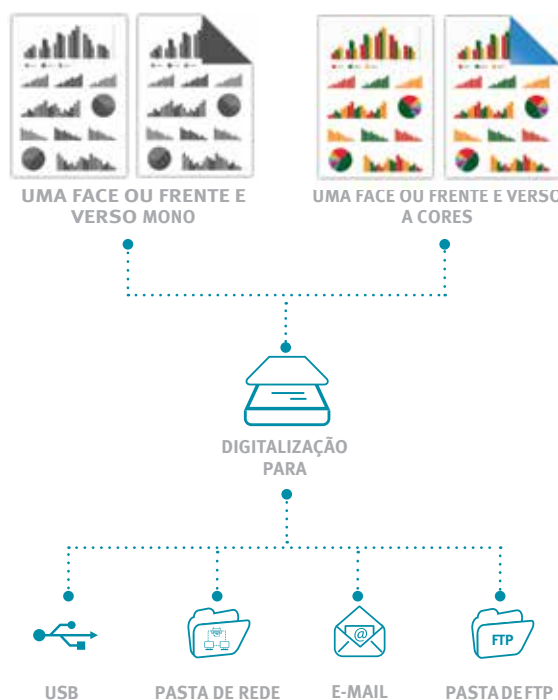 UMA FACE OU FRENTE E
VERSO MONO
UMA FACE OU FRENTE E VERSO
A CORES
DIGITALIZAÇÃO
PARA
@
FTP
USB
PASTA DE REDE
E-MAIL
PASTA DE FTP